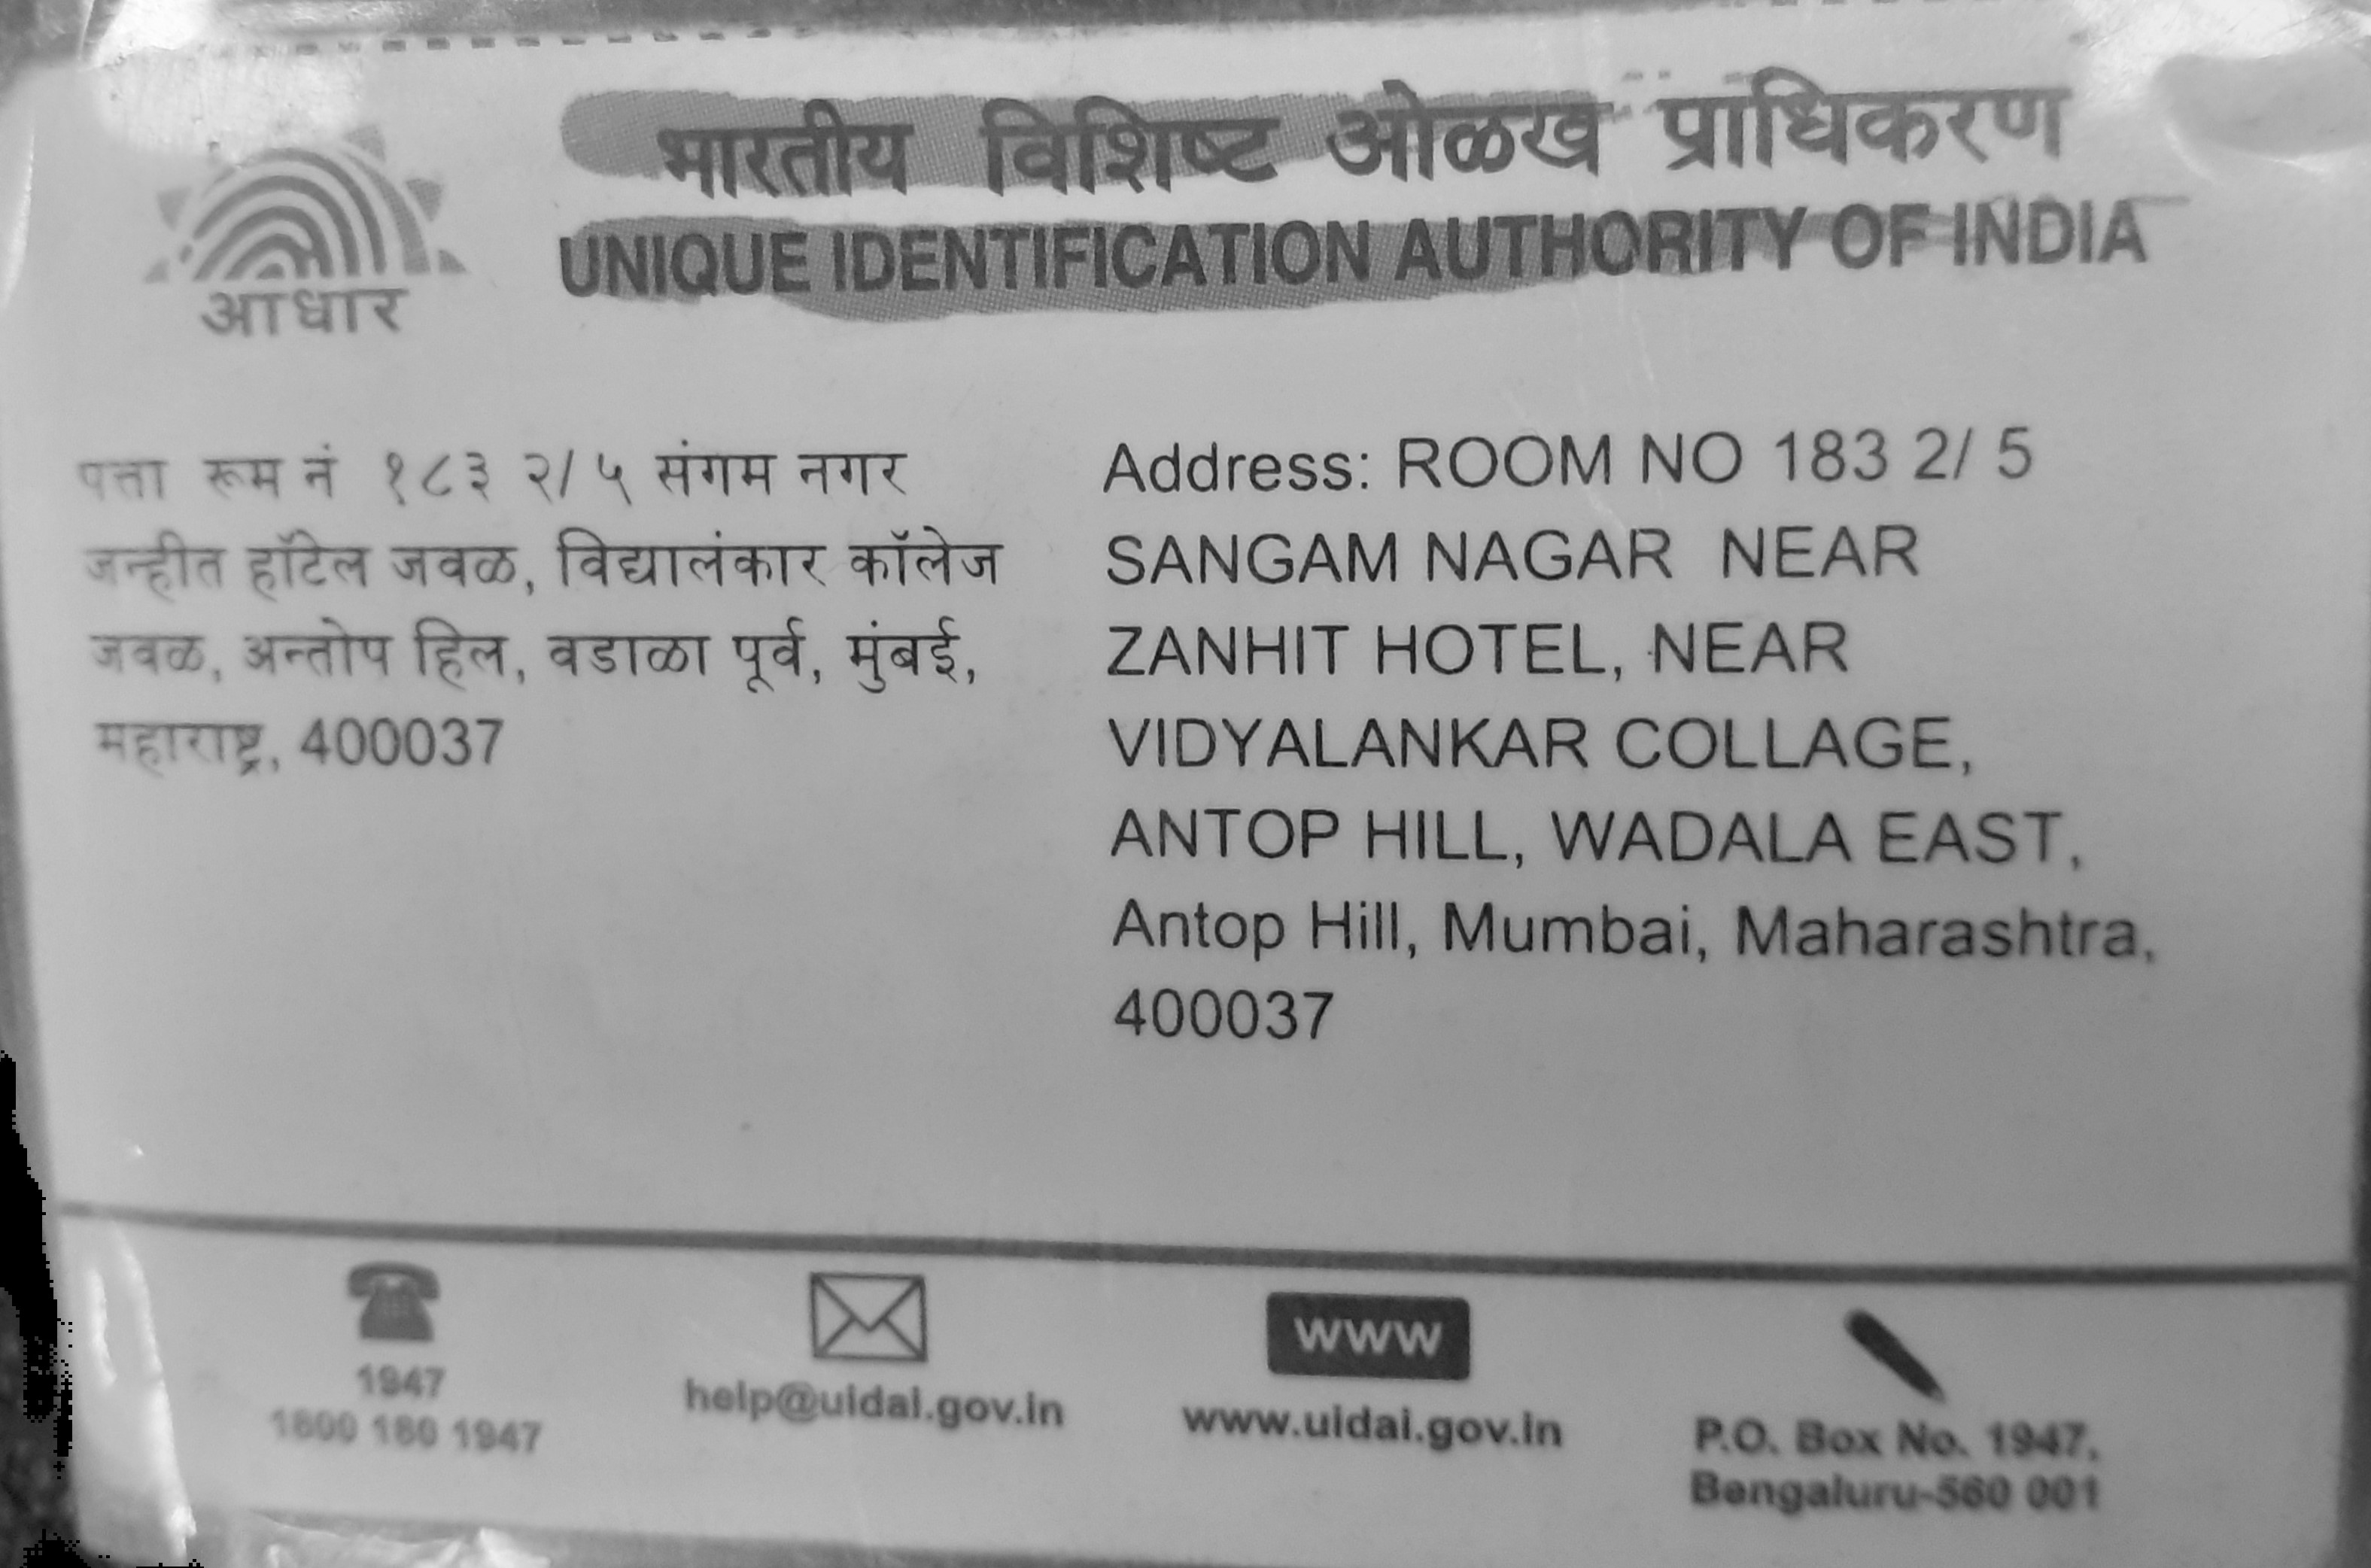 भारतीय विशिष्ट ओळख प्राधिकरण
UNIQUE IDENTIFICATION AUTHORITY OF INDIA
आधार
पत्ता रूम नं १८३ २/ ५ संगम नगर
जन्हीत हॉटेल जवळ, विद्यालंकार कॉलेज
जवळ, अन्तोप हिल, वडाळा पूर्व, मुंबई,
महाराष्ट्र, 400037
Address: ROOM NO 183 2/ 5
SANGAM NAGAR NEAR
ZANHIT HOTEL, NEAR
VIDYALANKAR COLLAGE,
ANTOP HILL, WADALA EAST,
Antop Hill, Mumbai, Maharashtra,
400037
1947
1800 180 1947
help@uidai.gov.in
www
www.uidai.gov.in
P.O. Box No. 1947,
Bengaluru-560 001